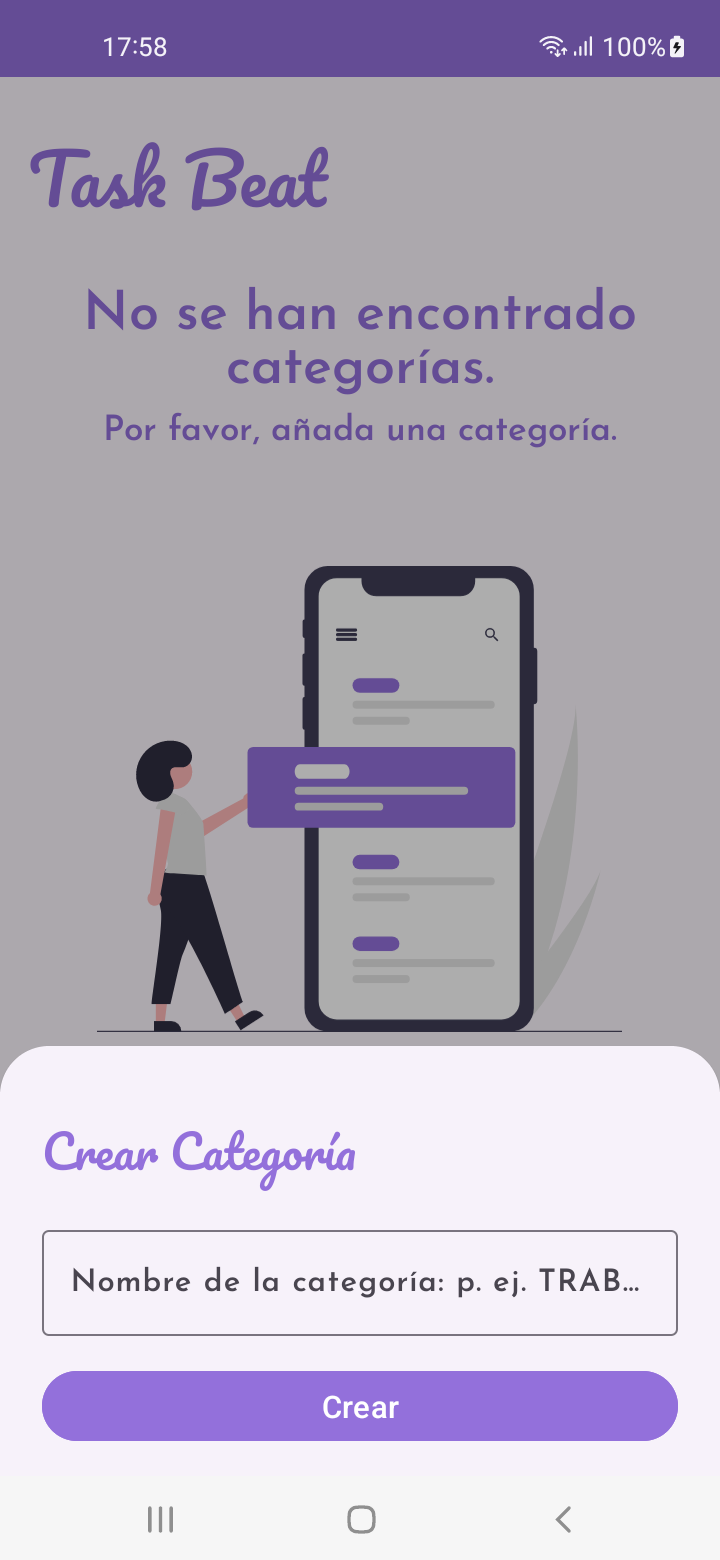 17:58
100%
Task Beat
No se han encontrado
categorías.
Por favor, añada una categoría.
Crear Categoría
Nombre de la categoría: p. ej. TRAB...
Crear